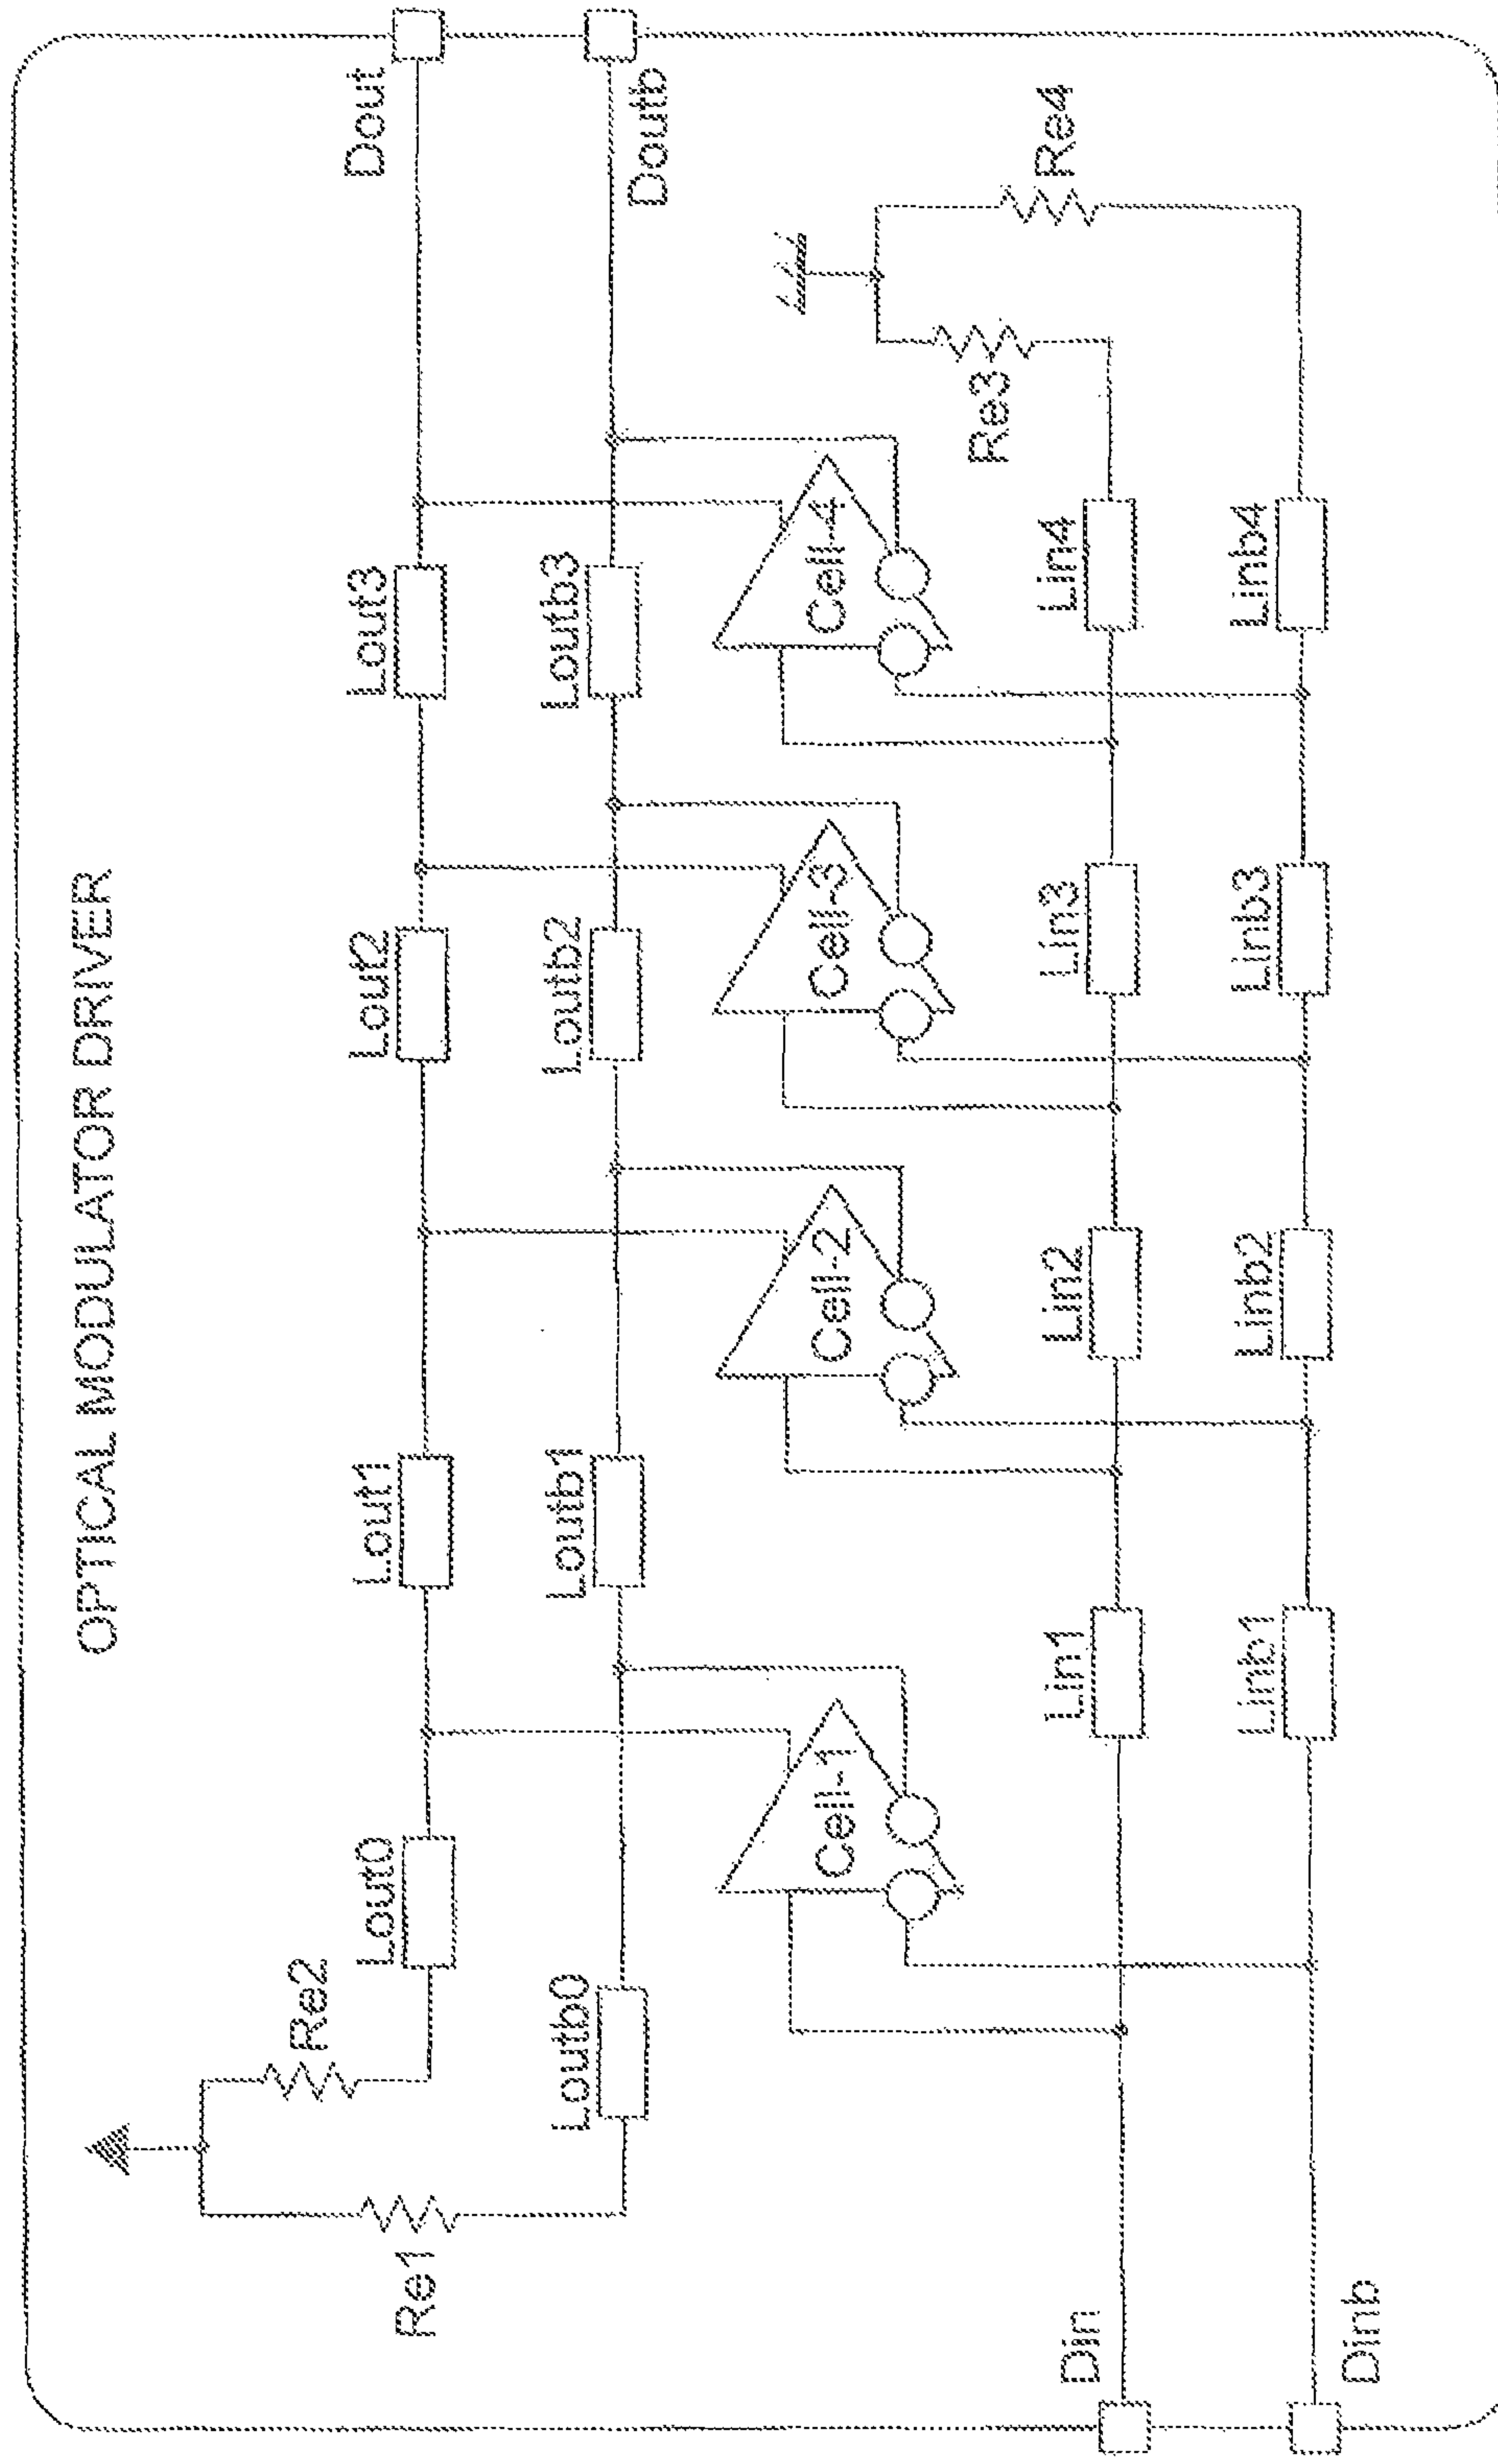 OPTICAL MODULATOR DRIVER
Re1
Re2
Lout0
Lout1
Lout2
Lout3
Dout
Loutb0
Loutb1
Loutb2
Loutb3
Doutb
Cell-1
Cell-2
Cell-3
Cell-4
Re3
Re4
Din
Lin1
Lin2
Lin3
Lin4
Dinb
Linb1
Linb2
Linb3
Linb4